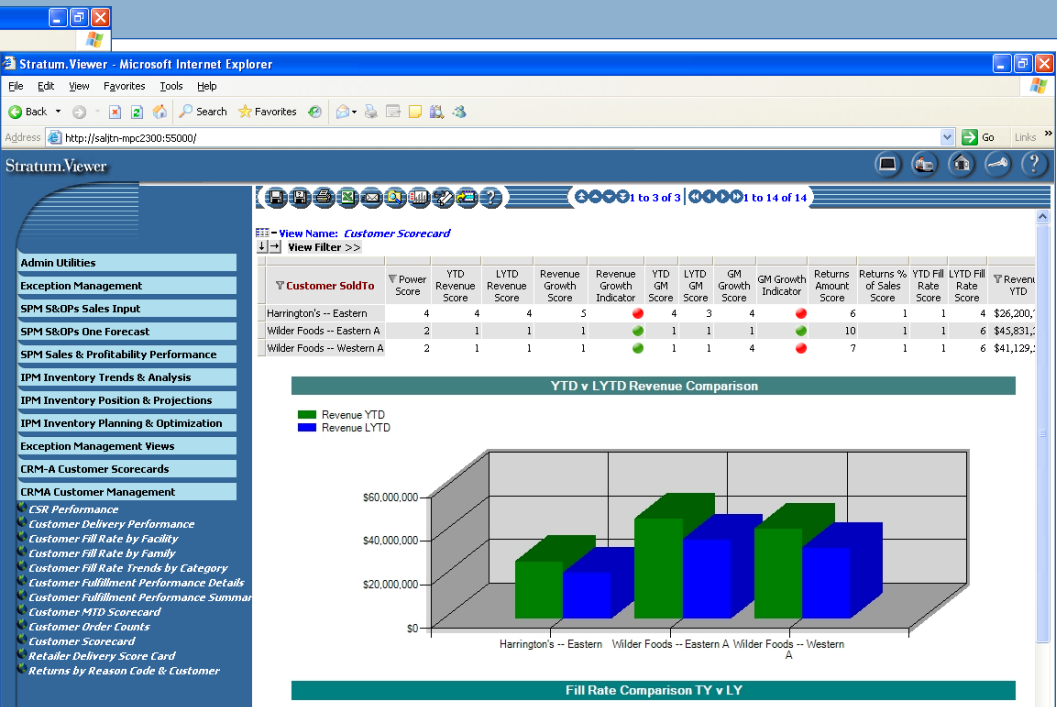 Stratum.Viewer - Microsoft Internet Explorer
File Edit View Favorites Tools Help
Back Search Favorites
Address http://saljtn-mpc2300:55000/ Go Links »
Stratum.Viewer
1 to 3 of 3 1 to 14 of 14
View Name: Customer Scorecard
View Filter >>
Admin Utilities
Exception Management
SPM S&OPs Sales Input
SPM S&OPs One Forecast
SPM Sales & Profitability Performance
IPM Inventory Trends & Analysis
IPM Inventory Position & Projections
IPM Inventory Planning & Optimization
Exception Management Views
CRM-A Customer Scorecards
CRMA Customer Management
CSR Performance
Customer Delivery Performance
Customer Fill Rate by Facility
Customer Fill Rate by Family
Customer Fill Rate Trends by Category
Customer Fulfillment Performance Details
Customer Fulfillment Performance Summar
Customer MTD Scorecard
Customer Order Counts
Customer Scorecard
Retailer Delivery Score Card
Returns by Reason Code & Customer
Customer SoldTo Power Score YTD Revenue Score LYTD Revenue Score Revenue Growth Score Revenue Growth Indicator YTD GM Score LYTD GM Score GM Growth Score GM Growth Indicator Returns Amount Score Returns % of Sales Score YTD Fill Rate Score LYTD Fill Rate Score Revenu YTD
Harrington's -- Eastern 4 4 4 5 4 3 4 6 1 1 4 $26,200,
Wilder Foods -- Eastern A 2 1 1 1 1 1 1 10 1 1 6 $45,831,
Wilder Foods -- Western A 2 1 1 1 1 1 4 7 1 1 6 $41,129,
YTD v LYTD Revenue Comparison
Revenue YTD
Revenue LYTD
$60,000,000
$40,000,000
$20,000,000
$0
Harrington's -- Eastern Wilder Foods -- Eastern A Wilder Foods -- Western
A
Fill Rate Comparison TY v LY